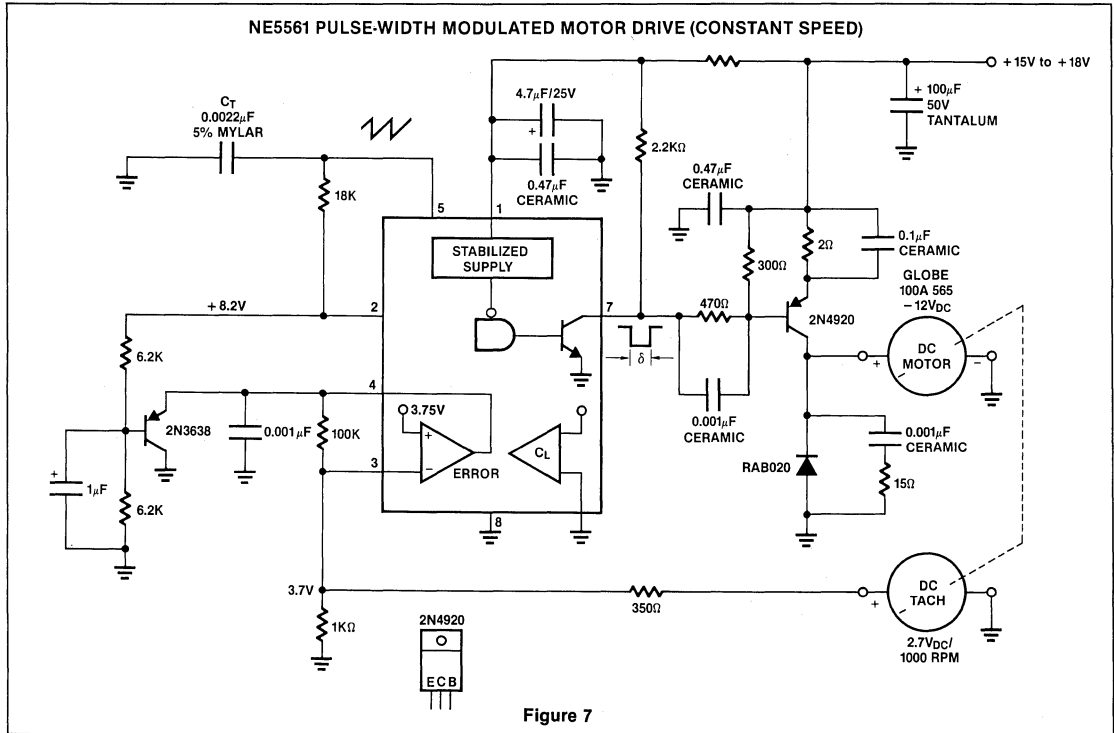 NE5561 PULSE-WIDTH MODULATED MOTOR DRIVE (CONSTANT SPEED)
+15V to +18V
+ 100μF
50V
TANTALUM
4.7μF/25V
+
0.47μF
CERAMIC
CT
0.0022μF
5% MYLAR
18K
2.2KΩ
0.47μF
CERAMIC
5
1
STABILIZED
SUPPLY
300Ω
2Ω
0.1μF
CERAMIC
GLOBE
100A 565
−12VDC
+8.2V
2
7
470Ω
2N4920
DC
MOTOR
+
−
δ
6.2K
4
3.75V
+
−
ERROR
CL
2N3638
0.001μF
100K
3
0.001μF
CERAMIC
0.001μF
CERAMIC
RAB020
15Ω
+
1μF
6.2K
8
3.7V
350Ω
DC
TACH
+
1KΩ
2N4920
E C B
2.7VDC/
1000 RPM
Figure 7